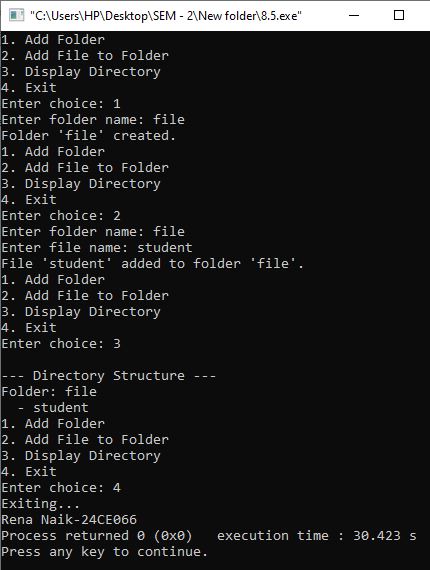 "C:\Users\HP\Desktop\SEM - 2\New folder\8.5.exe"
1. Add Folder
2. Add File to Folder
3. Display Directory
4. Exit
Enter choice: 1
Enter folder name: file
Folder 'file' created.
1. Add Folder
2. Add File to Folder
3. Display Directory
4. Exit
Enter choice: 2
Enter folder name: file
Enter file name: student
File 'student' added to folder 'file'.
1. Add Folder
2. Add File to Folder
3. Display Directory
4. Exit
Enter choice: 3

--- Directory Structure ---
Folder: file
  - student
1. Add Folder
2. Add File to Folder
3. Display Directory
4. Exit
Enter choice: 4
Exiting...
Rena Naik-24CE066
Process returned 0 (0x0)   execution time : 30.423 s
Press any key to continue.